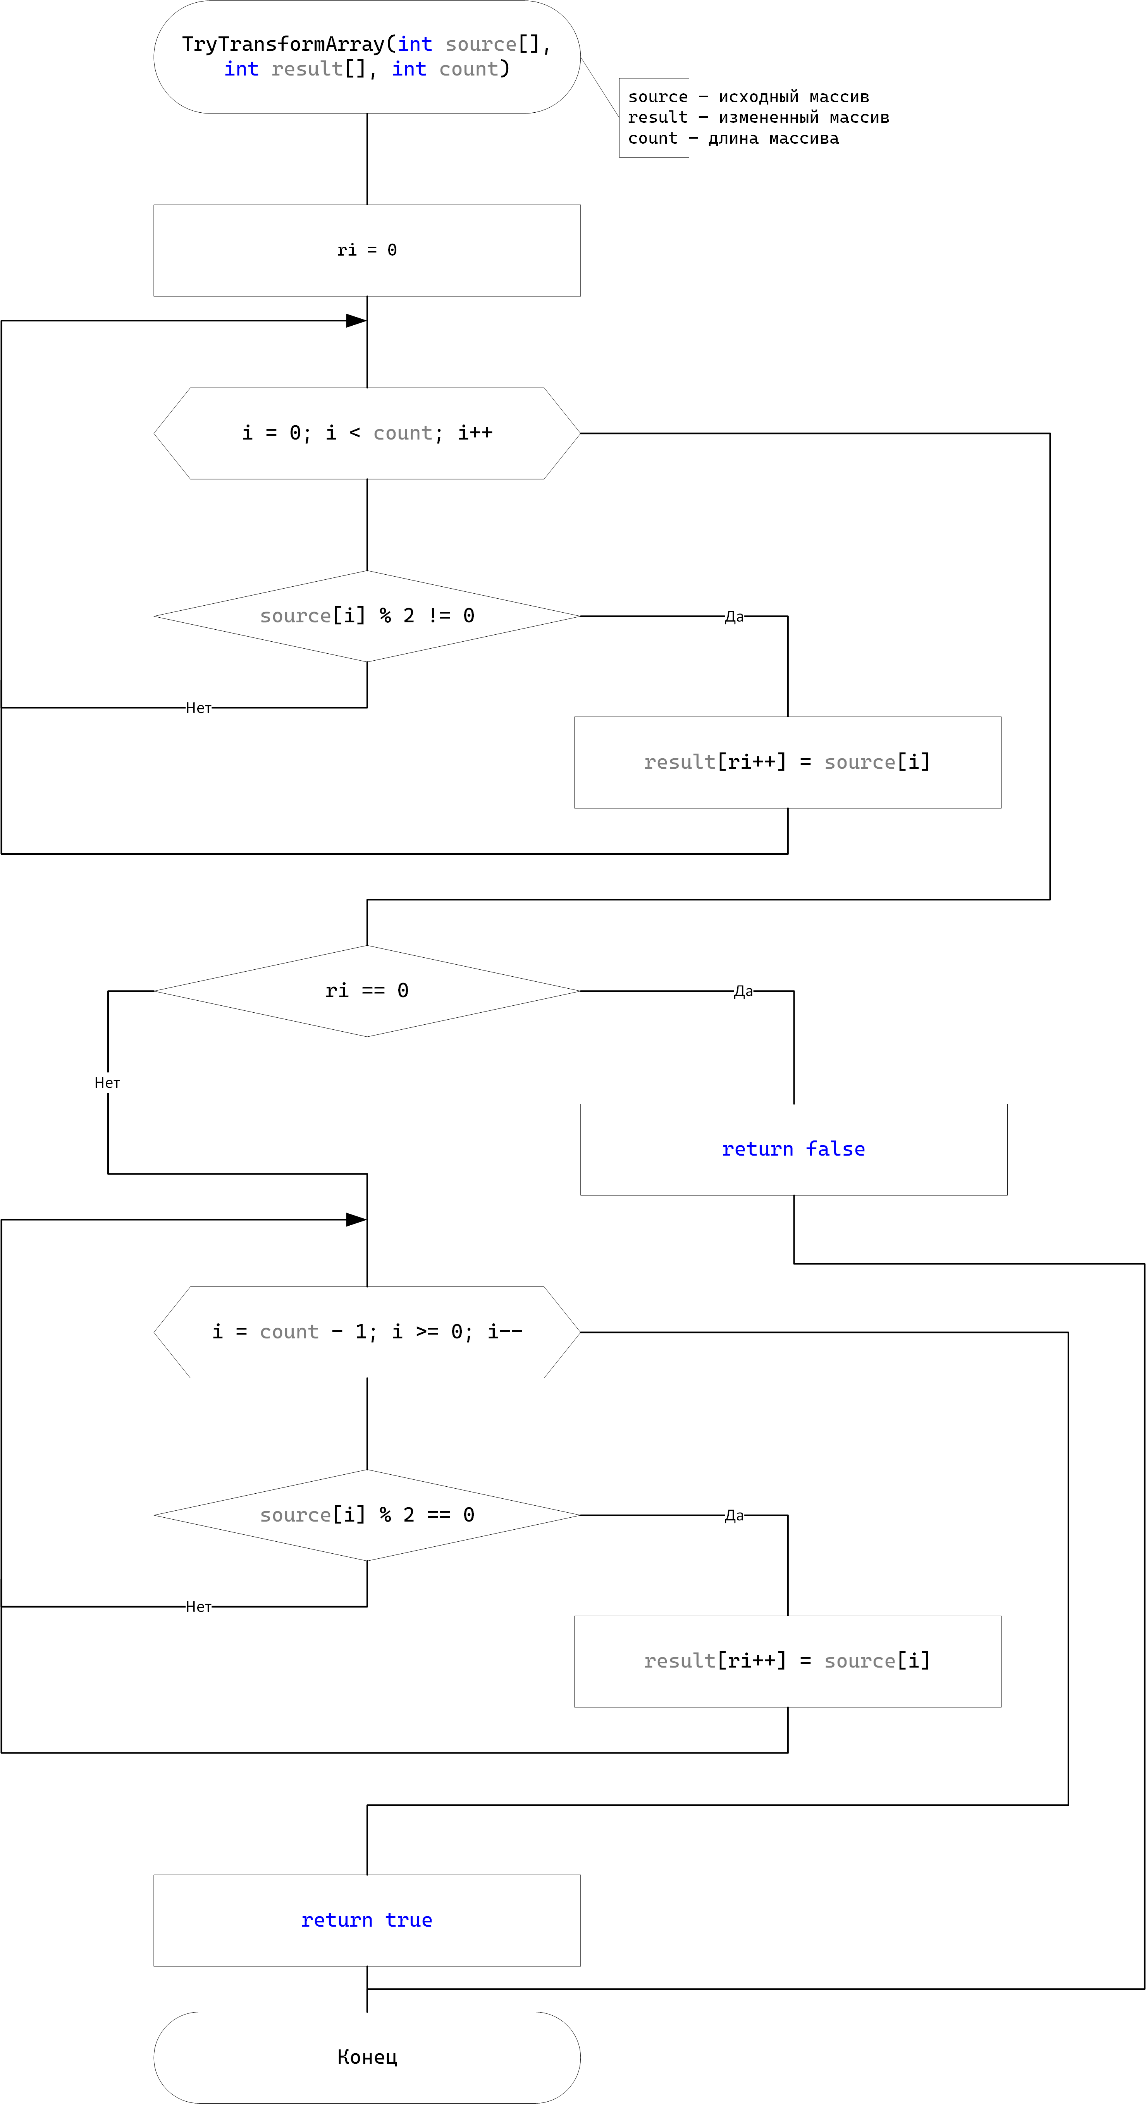 TryTransformArray(int source[],
int result[], int count)
source – исходный массив
result – измененный массив
count – длина массива
ri = 0
i = 0; i < count; i++
source[i] % 2 != 0
Да
Нет
result[ri++] = source[i]
ri == 0
Да
Нет
return false
i = count - 1; i >= 0; i--
source[i] % 2 == 0
Да
Нет
result[ri++] = source[i]
return true
Конец